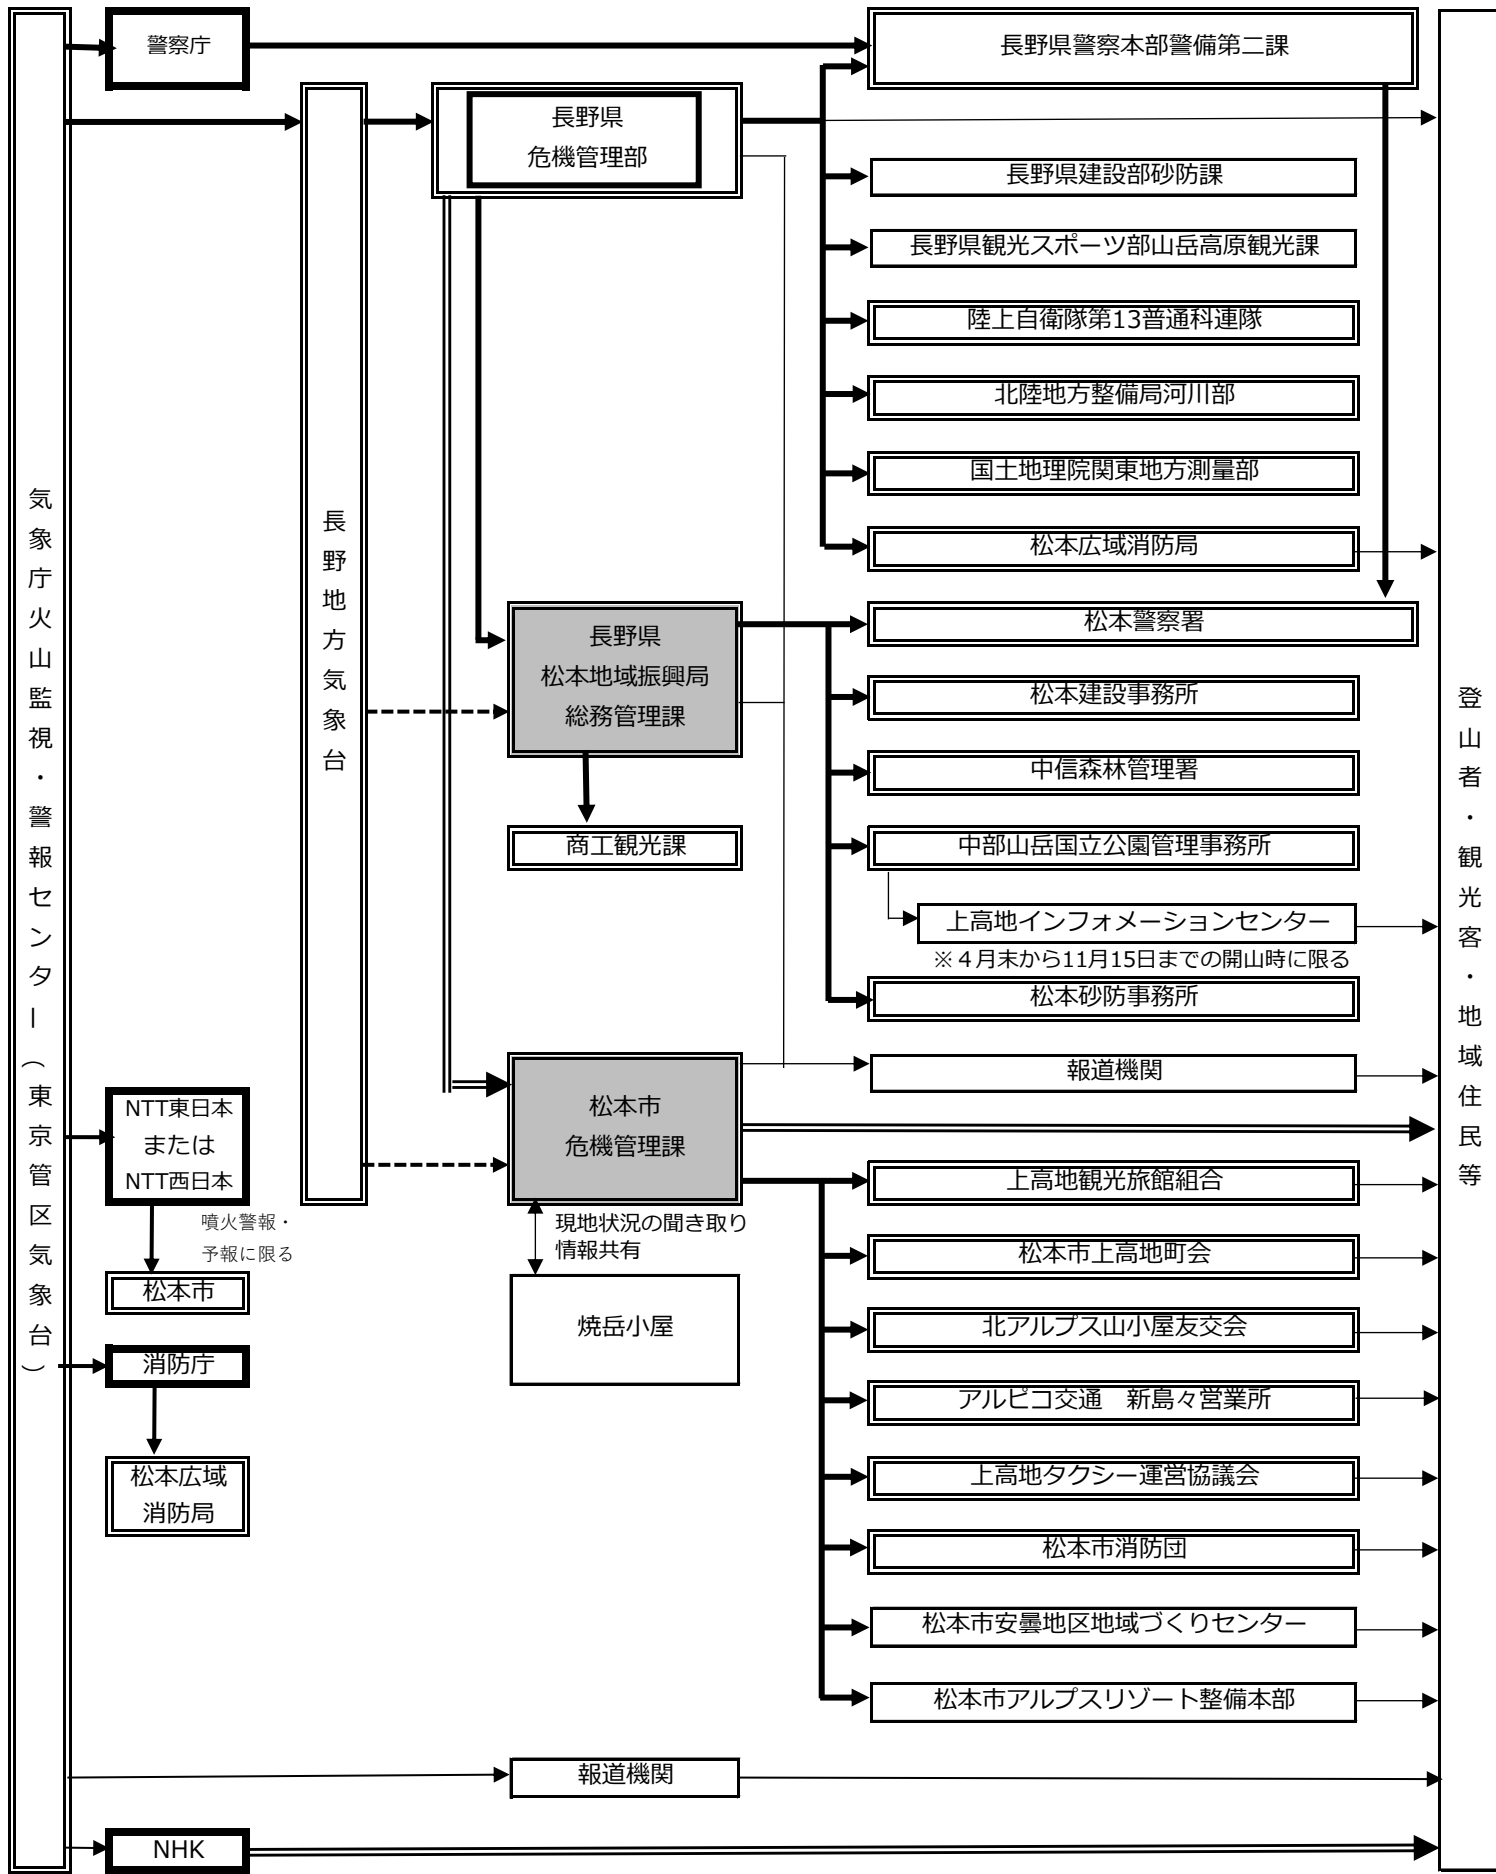 気象庁火山監視・警報センター（東京管区気象台）
警察庁
長野県警察本部警備第二課
長野地方気象台
長野県
危機管理部
長野県建設部砂防課
長野県観光スポーツ部山岳高原観光課
陸上自衛隊第13普通科連隊
北陸地方整備局河川部
国土地理院関東地方測量部
松本広域消防局
長野県
松本地域振興局
総務管理課
商工観光課
松本警察署
松本建設事務所
中信森林管理署
中部山岳国立公園管理事務所
上高地インフォメーションセンター
※４月末から11月15日までの開山時に限る
松本砂防事務所
報道機関
松本市
危機管理課
現地状況の聞き取り
情報共有
焼岳小屋
NTT東日本
または
NTT西日本
噴火警報・
予報に限る
松本市
消防庁
松本広域
消防局
上高地観光旅館組合
松本市上高地町会
北アルプス山小屋友交会
アルピコ交通　新島々営業所
上高地タクシー運営協議会
松本市消防団
松本市安曇地区地域づくりセンター
松本市アルプスリゾート整備本部
報道機関
NHK
登山者・観光客・地域住民等